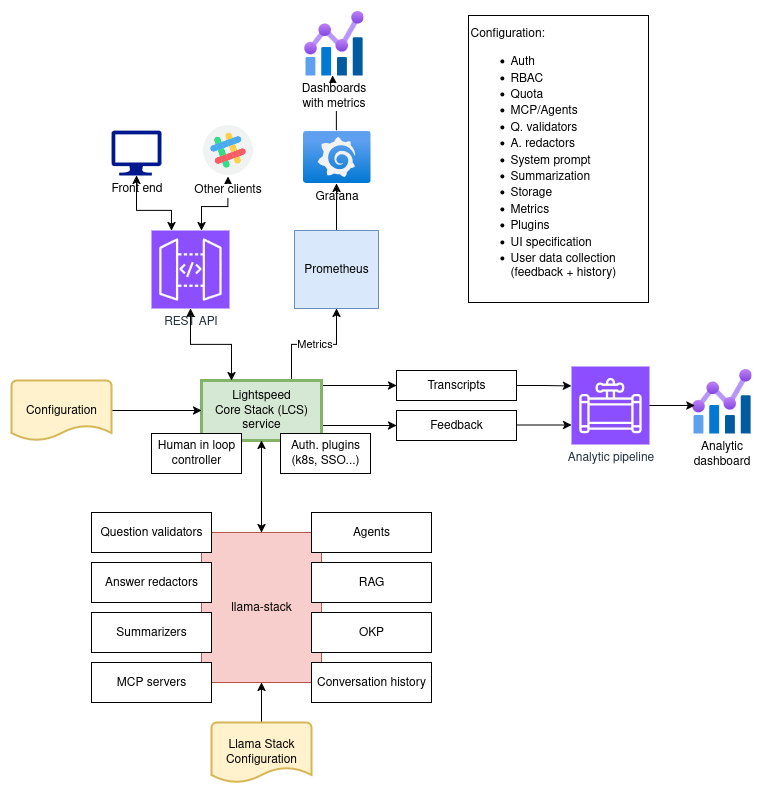 Configuration:
Auth
RBAC
Quota
MCP/Agents
Q. validators
A. redactors
System prompt
Summarization
Storage
Metrics
Plugins
UI specification
User data collection
(feedback + history)
Dashboards
with metrics
Front end
Other clients
Grafana
</>
Prometheus
REST API
Metrics
Configuration
Lightspeed
Core Stack (LCS)
service
Human in loop
controller
Auth. plugins
(k8s, SSO...)
Transcripts
Feedback
Analytic pipeline
Analytic
dashboard
Question validators
Answer redactors
Summarizers
MCP servers
llama-stack
Agents
RAG
OKP
Conversation history
Llama Stack
Configuration